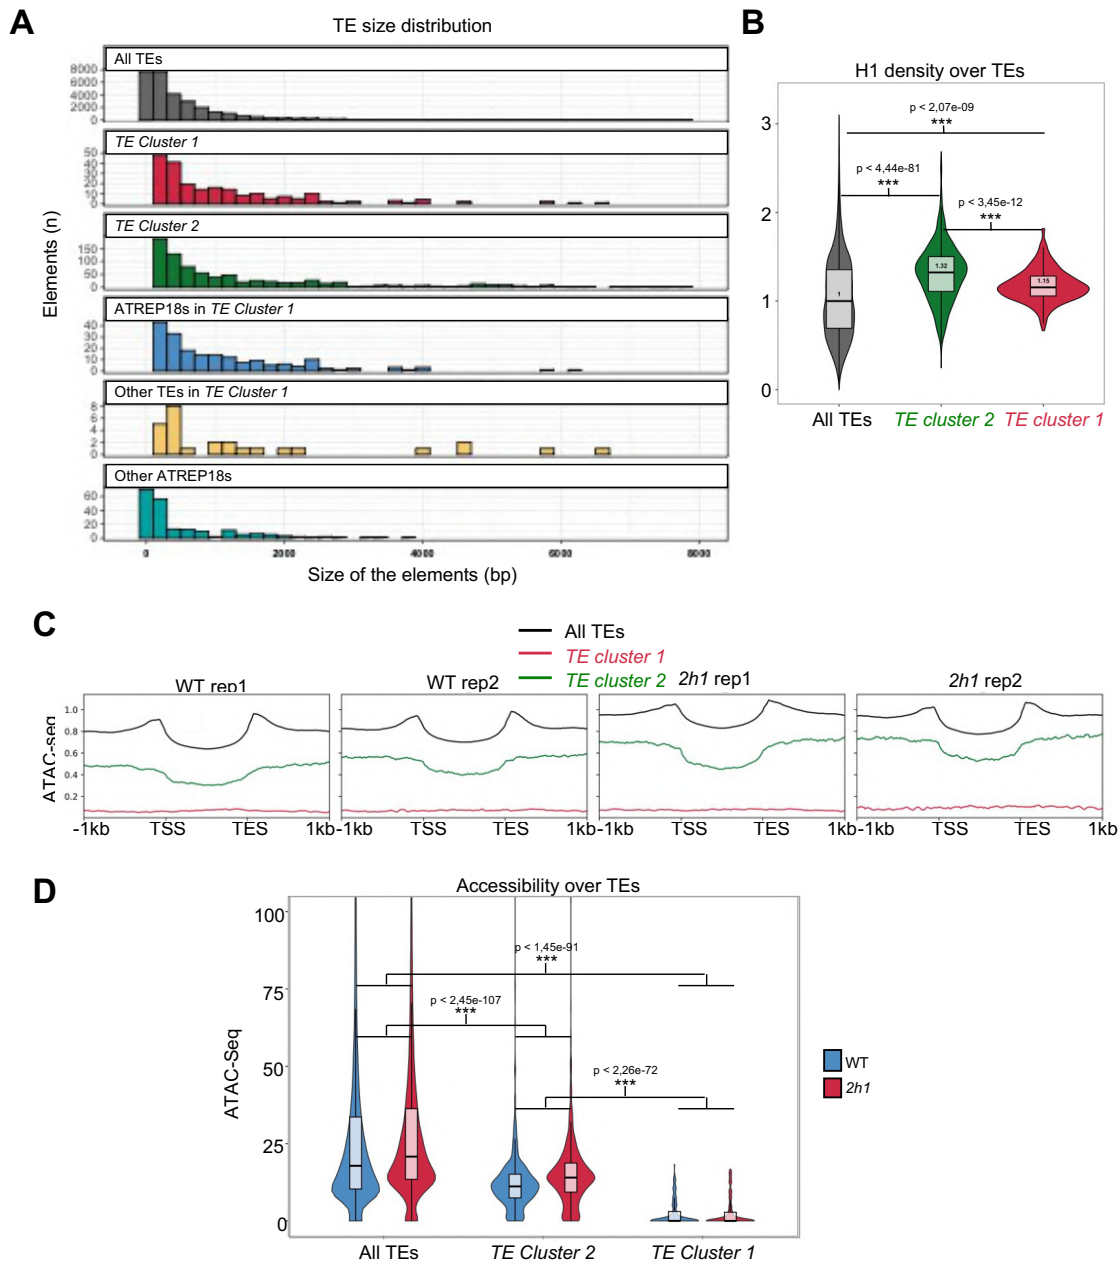 A
TE size distribution
All TEs
8000
6000
4000
2000
0
TE Cluster 1
50
40
30
20
10
0
TE Cluster 2
150
100
50
0
ATREP18s in TE Cluster 1
40
30
20
10
0
Other TEs in TE Cluster 1
8
6
4
2
0
Other ATREP18s
60
40
20
0
0 2000 4000 6000 8000
Elements (n)
Size of the elements (bp)
B
H1 density over TEs
p < 2,07e-09
***
p < 4,44e-81
***
p < 3,45e-12
***
3
2
1
0
1
1.32
1.15
All TEs TE cluster 2 TE cluster 1
C
All TEs
TE cluster 1
TE cluster 2
WT rep1
WT rep2
2h1 rep1
2h1 rep2
ATAC-seq
1.0
0.8
0.6
0.4
0.2
-1kb TSS TES 1kb
-1kb TSS TES 1kb
-1kb TSS TES 1kb
-1kb TSS TES 1kb
D
Accessibility over TEs
p < 1,45e-91
***
p < 2,45e-107
***
p < 2,26e-72
***
100
75
50
25
0
ATAC-Seq
All TEs TE Cluster 2 TE Cluster 1
WT
2h1